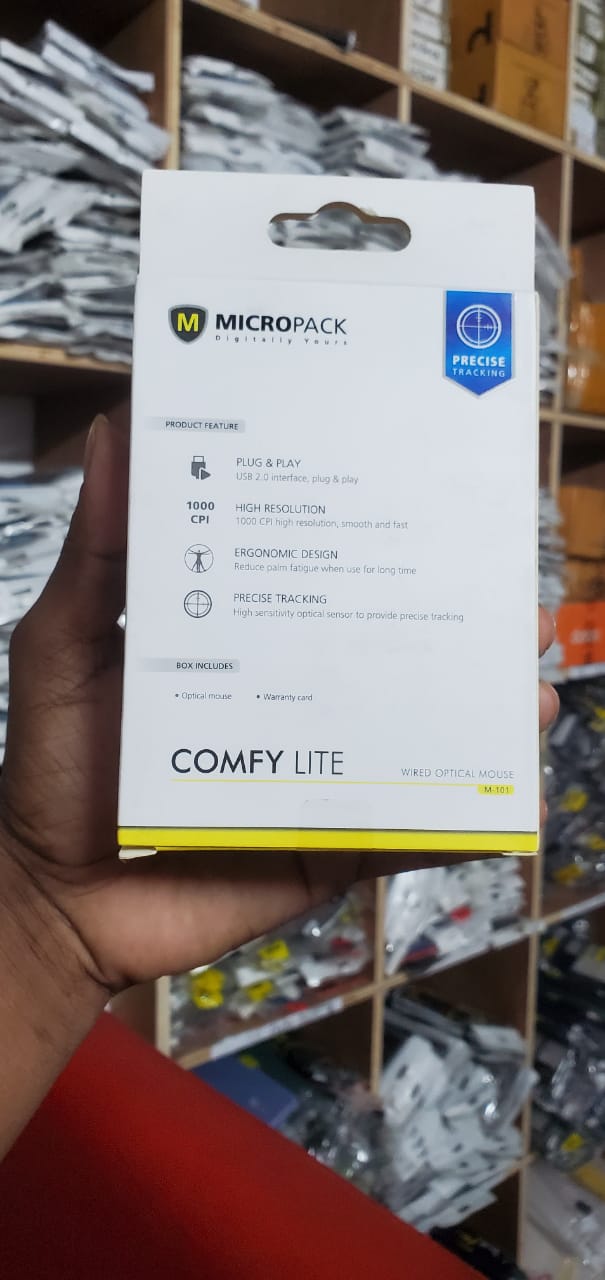 M MICROPACK
Digitally Yours
PRECISE
TRACKING
PRODUCT FEATURE
PLUG & PLAY
USB 2.0 interface, plug & play
1000
CPI
HIGH RESOLUTION
1000 CPI high resolution, smooth and fast
ERGONOMIC DESIGN
Reduce palm fatigue when use for long time
PRECISE TRACKING
High sensitivity optical sensor to provide precise tracking
BOX INCLUDES
• Optical mouse • Warranty card
COMFY LITE
WIRED OPTICAL MOUSE
M-101